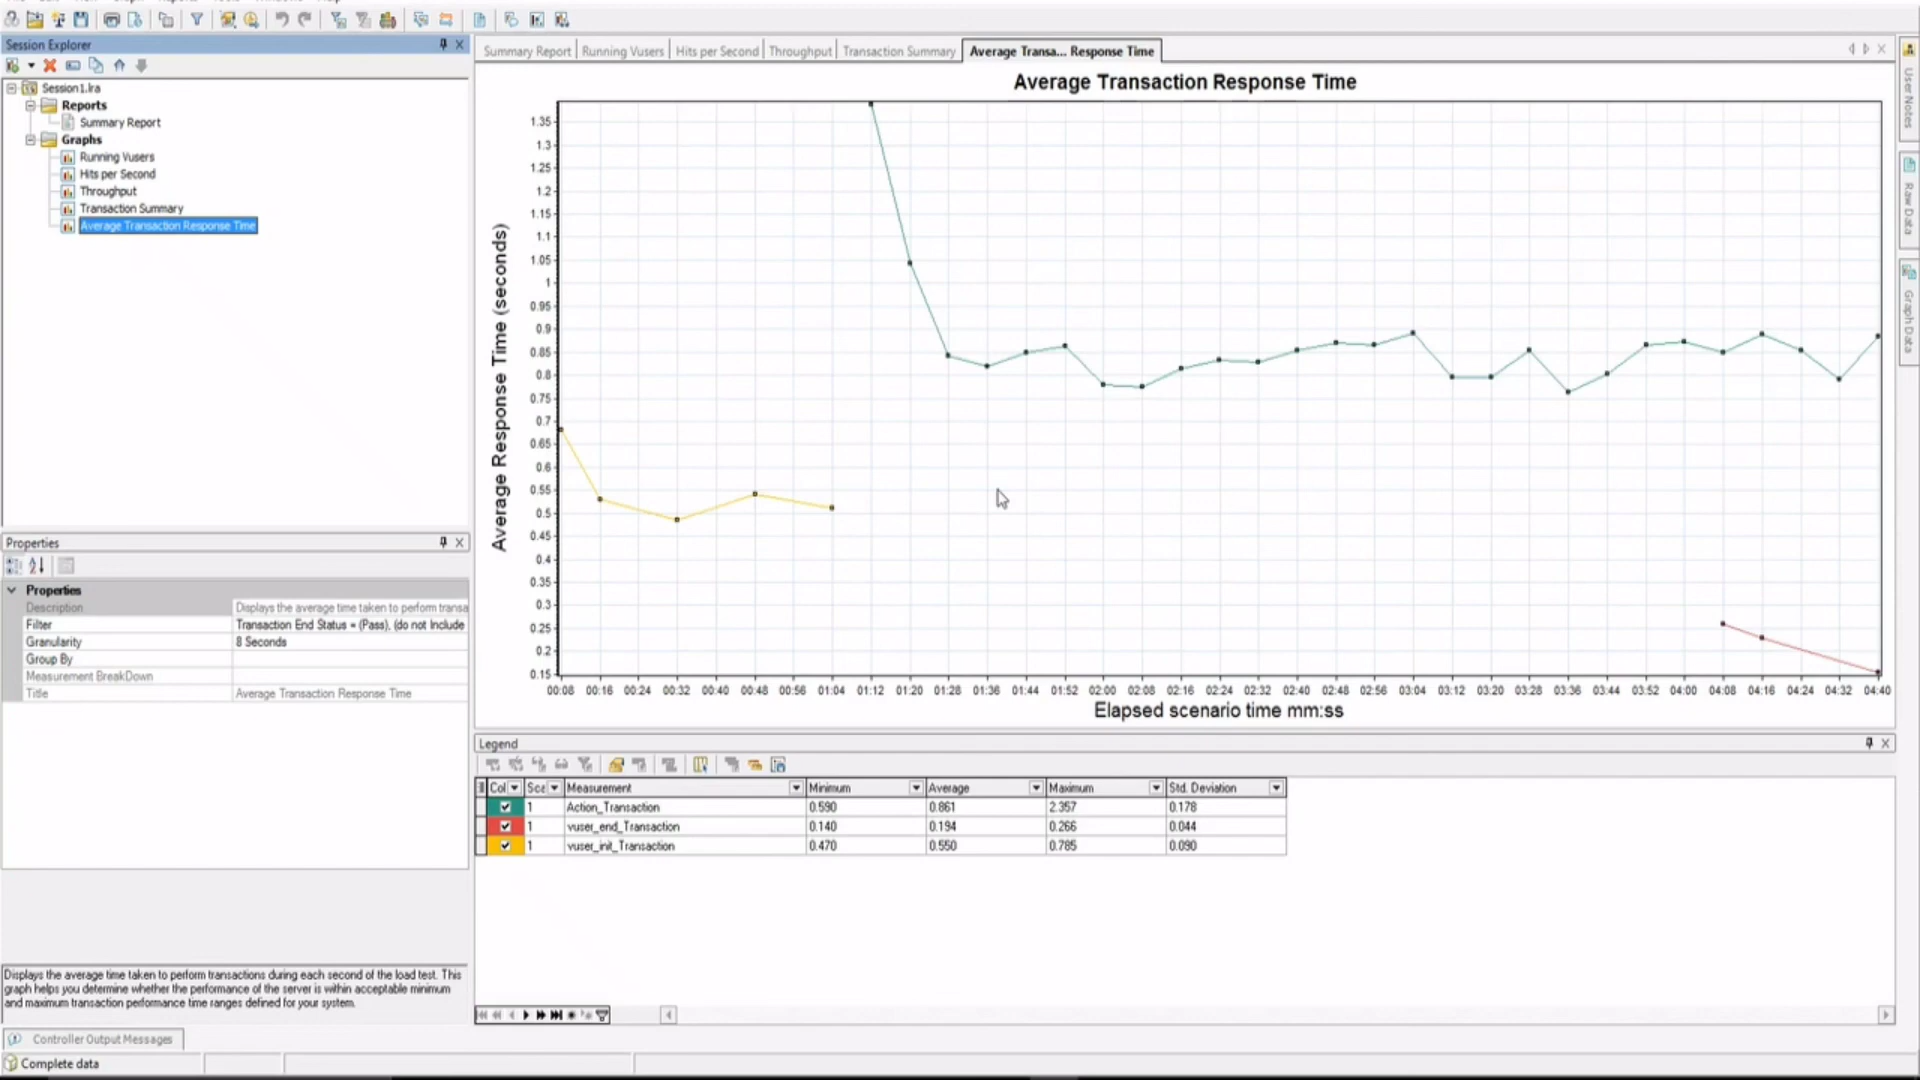 Session Explorer
Session1.lra
Reports
Summary Report
Graphs
Running Vusers
Hits per Second
Throughput
Transaction Summary
Average Transaction Response Time
Properties
Properties
Description Displays the average time taken to perform transa
Filter Transaction End Status = (Pass), (do not Include
Granularity 8 Seconds
Group By
Measurement BreakDown
Title Average Transaction Response Time
Displays the average time taken to perform transactions during each second of the load test. This
graph helps you determine whether the performance of the server is within acceptable minimum
and maximum transaction performance time ranges defined for your system.
Controller Output Messages
Complete data
Summary Report Running Vusers Hits per Second Throughput Transaction Summary Average Transa... Response Time
Average Transaction Response Time
Average Response Time (seconds)
1.35
1.3
1.25
1.2
1.15
1.1
1.05
1
0.95
0.9
0.85
0.8
0.75
0.7
0.65
0.6
0.55
0.5
0.45
0.4
0.35
0.3
0.25
0.2
0.15
00:08 00:16 00:24 00:32 00:40 00:48 00:56 01:04 01:12 01:20 01:28 01:36 01:44 01:52 02:00 02:08 02:16 02:24 02:32 02:40 02:48 02:56 03:04 03:12 03:20 03:28 03:36 03:44 03:52 04:00 04:08 04:16 04:24 04:32 04:40
Elapsed scenario time mm:ss
Legend
Col Sca Measurement Minimum Average Maximum Std. Deviation
1 Action_Transaction 0.590 0.861 2.357 0.178
1 vuser_end_Transaction 0.140 0.194 0.266 0.044
1 vuser_init_Transaction 0.470 0.550 0.785 0.090
User Notes
Raw Data
Graph Data